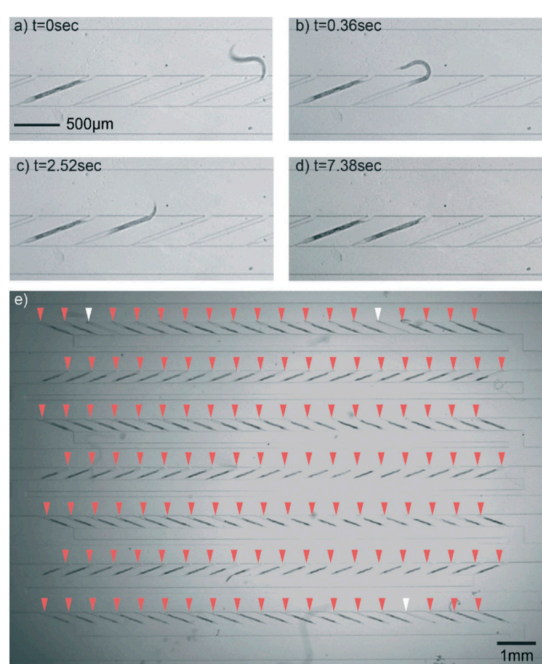 a) t=0sec
b) t=0.36sec
500μm
c) t=2.52sec
d) t=7.38sec
e)
1mm